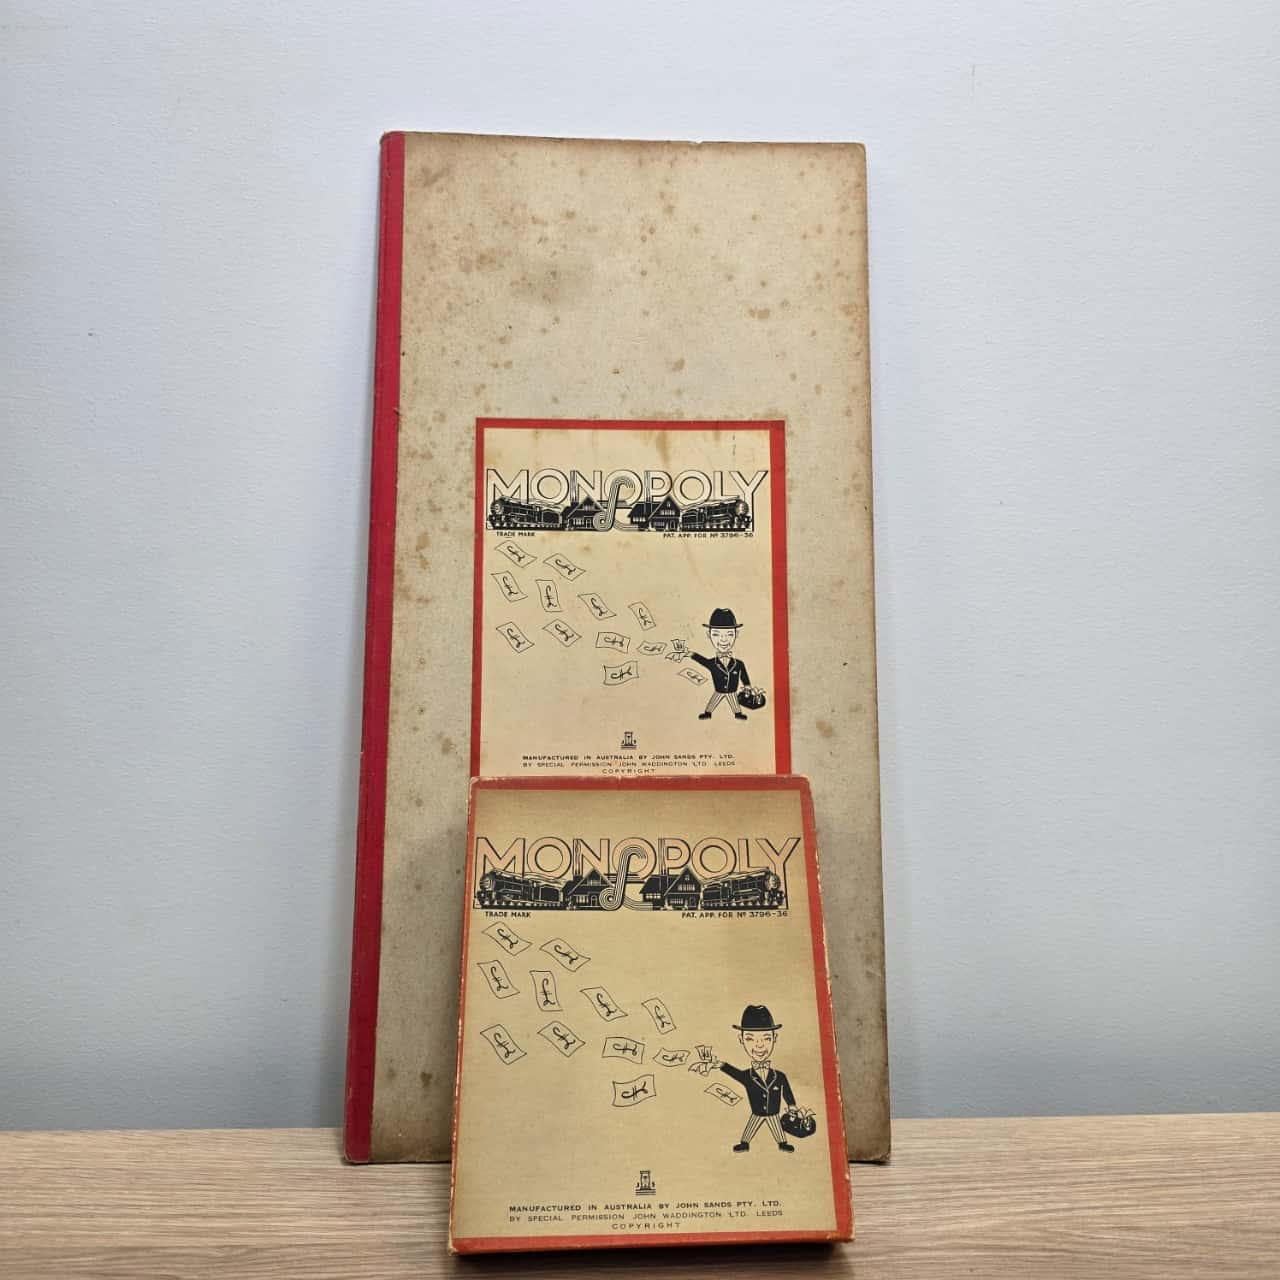 MONOPOLY
TRADE MARK PAT. APP. FOR Nº 3796-36
MANUFACTURED IN AUSTRALIA BY JOHN SANDS PTY. LTD.
BY SPECIAL PERMISSION JOHN WADDINGTON LTD. LEEDS
COPYRIGHT
MONOPOLY
TRADE MARK PAT. APP. FOR Nº 3796-36
MANUFACTURED IN AUSTRALIA BY JOHN SANDS PTY. LTD.
BY SPECIAL PERMISSION JOHN WADDINGTON LTD. LEEDS
COPYRIGHT